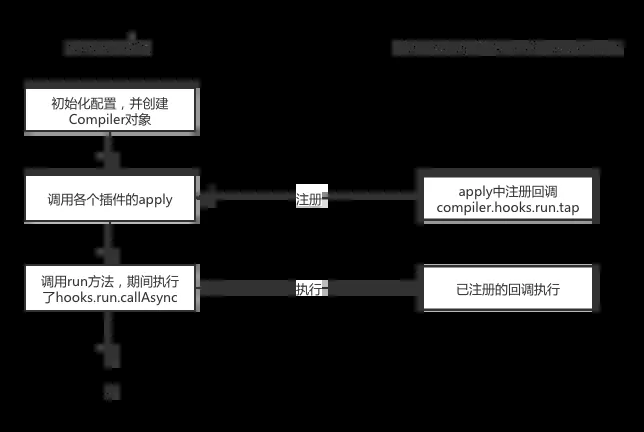 初始化配置，并创建
Compiler对象
调用各个插件的apply
注册
apply中注册回调
compiler.hooks.run.tap
调用run方法，期间执行
了hooks.run.callAsync
执行
已注册的回调执行